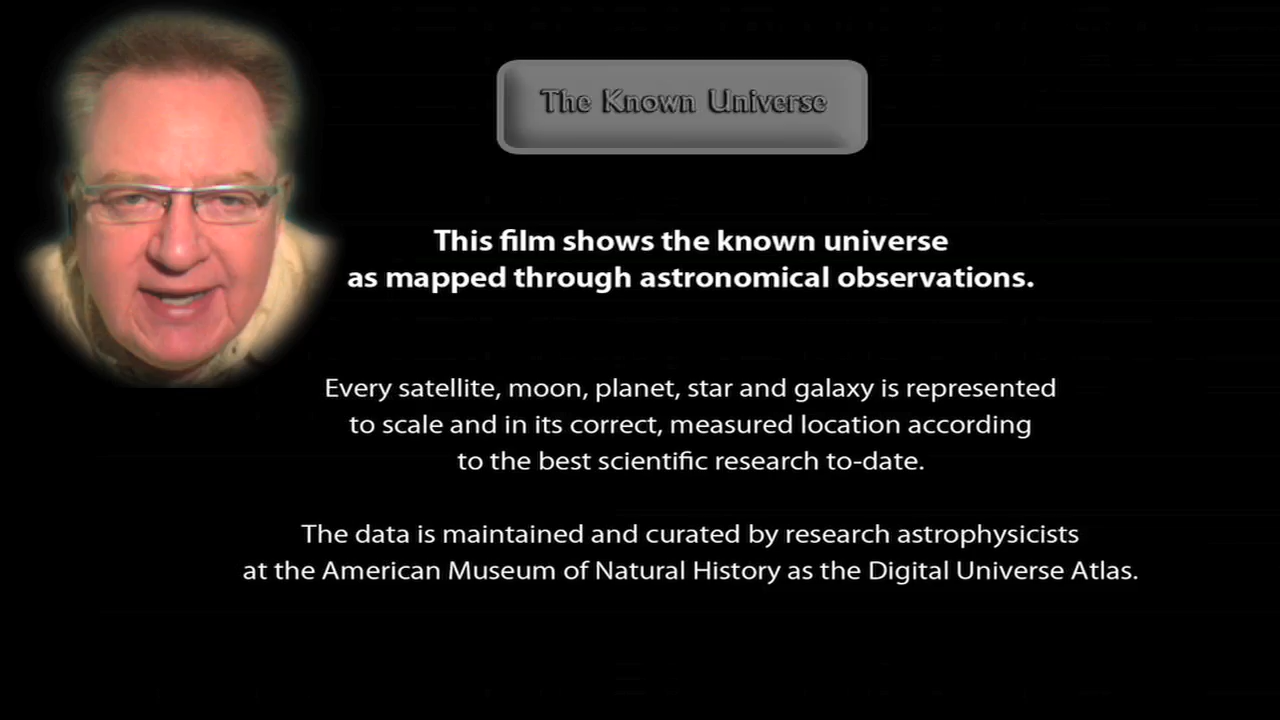 The Known Universe
This film shows the known universe
as mapped through astronomical observations.
Every satellite, moon, planet, star and galaxy is represented
to scale and in its correct, measured location according
to the best scientific research to-date.
The data is maintained and curated by research astrophysicists
at the American Museum of Natural History as the Digital Universe Atlas.